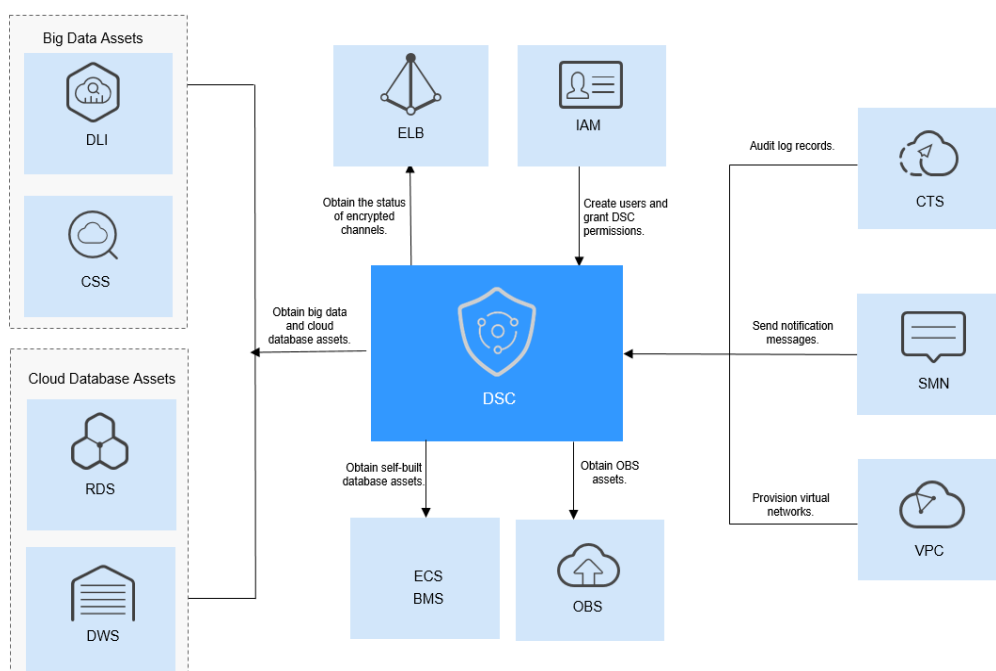 Big Data Assets
DLI
CSS
Cloud Database Assets
RDS
DWS
ELB
IAM
Obtain the status
of encrypted
channels.
Create users and
grant DSC
permissions.
Obtain big data
and cloud
database assets.
DSC
Obtain self-built
database assets.
Obtain OBS
assets.
ECS
BMS
OBS
Audit log records.
CTS
Send notification
messages.
SMN
Provision virtual
networks.
VPC